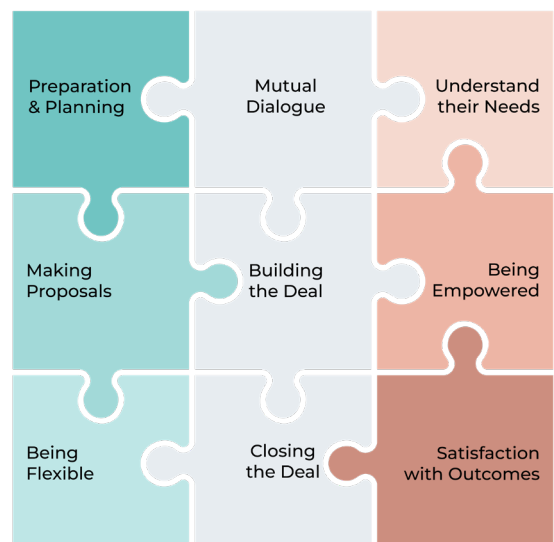 Preparation
& Planning
Mutual
Dialogue
Understand
their Needs
Making
Proposals
Building
the Deal
Being
Empowered
Being
Flexible
Closing
the Deal
Satisfaction
with Outcomes